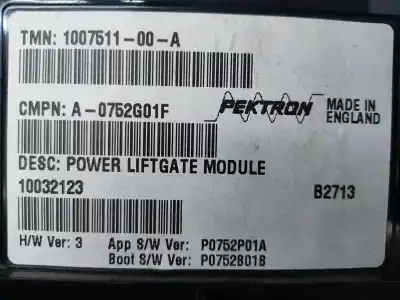 TMN: 1007511-00-A
CMPN: A-0752G01F
PEKTRON
MADE IN
ENGLAND
DESC: POWER LIFTGATE MODULE
10032123
B2713
H/W Ver: 3 App S/W Ver: P0752P01A
Boot S/W Ver: P0752B01B